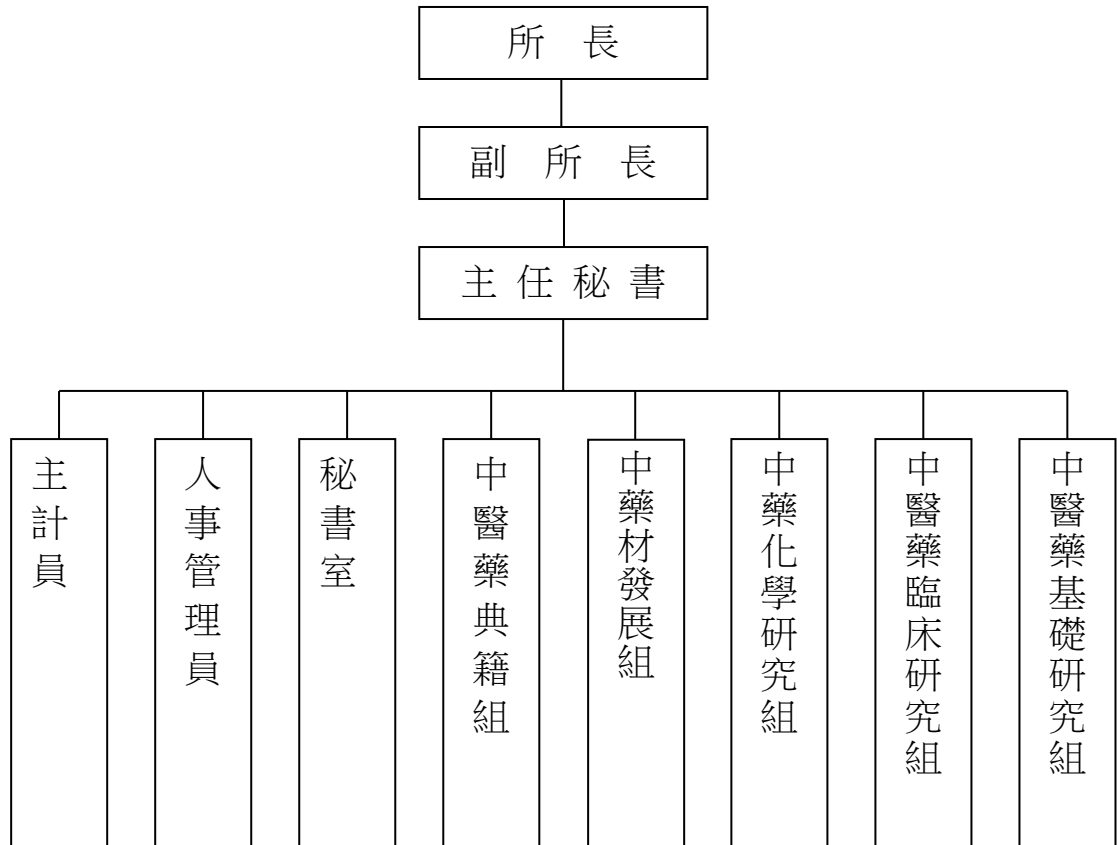 所長
副所長
主任秘書
主計員
人事管理員
秘書室
中醫藥典籍組
中藥材發展組
中藥化學研究組
中醫藥臨床研究組
中醫藥基礎研究組